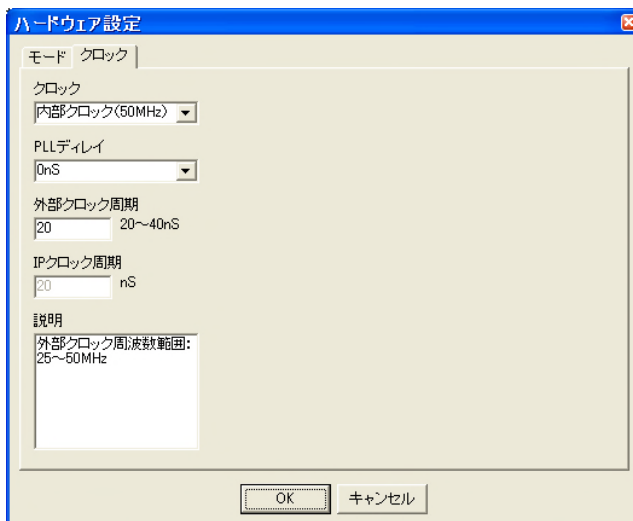 ハードウェア設定
モード クロック
クロック
内部クロック(50MHz)
PLLディレイ
0nS
外部クロック周期
20 20～40nS
IPクロック周期
20 nS
説明
外部クロック周波数範囲:
25～50MHz
OK キャンセル